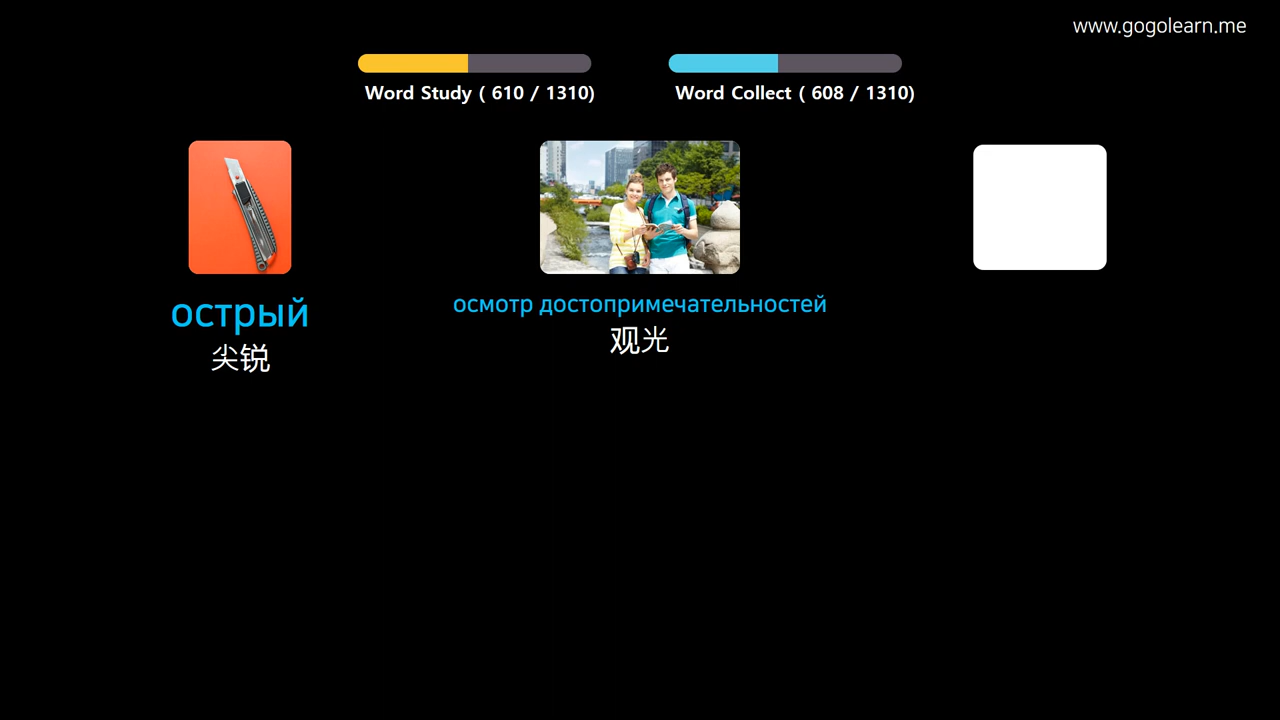 www.gogolearn.me
Word Study ( 610 / 1310)
Word Collect ( 608 / 1310)
острый
尖锐
осмотр достопримечательностей
观光